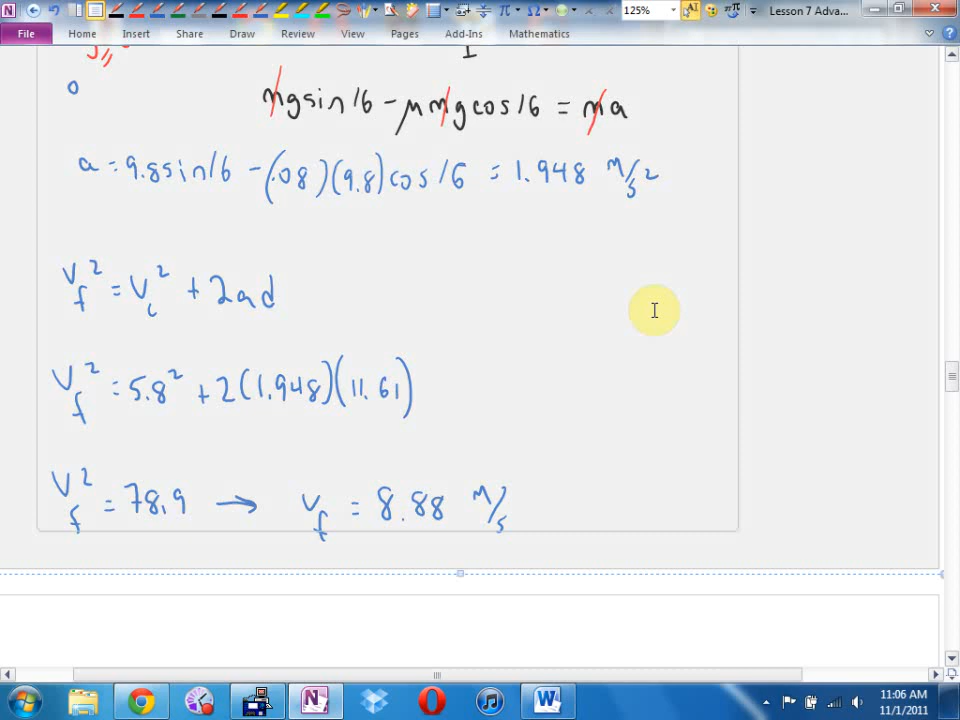 125%
Lesson 7 Adva...
File Home Insert Share Draw Review View Pages Add-Ins Mathematics
0
mgsin16 - μmgcos16 = ma
a = 9.8sin16 - (.08)(9.8)cos16 = 1.948 m/s²
Vf² = Vi² + 2ad
Vf² = 5.8² + 2(1.948)(11.61)
Vf² = 78.9 → Vf = 8.88 m/s
11:06 AM
11/1/2011